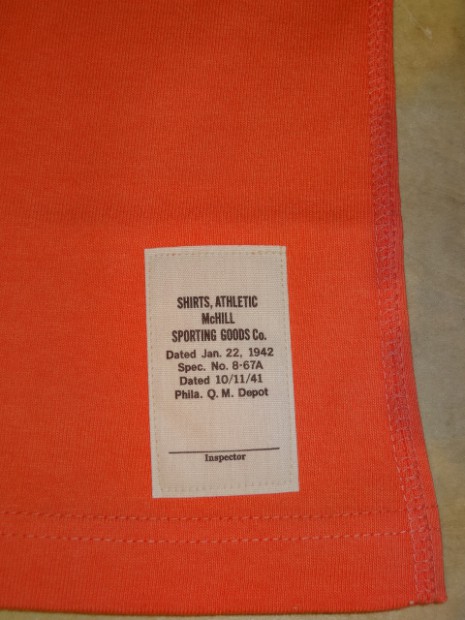 SHIRTS, ATHLETIC
McHILL
SPORTING GOODS Co.
Dated Jan. 22, 1942
Spec. No. 8-67A
Dated 10/11/41
Phila. Q. M. Depot
Inspector